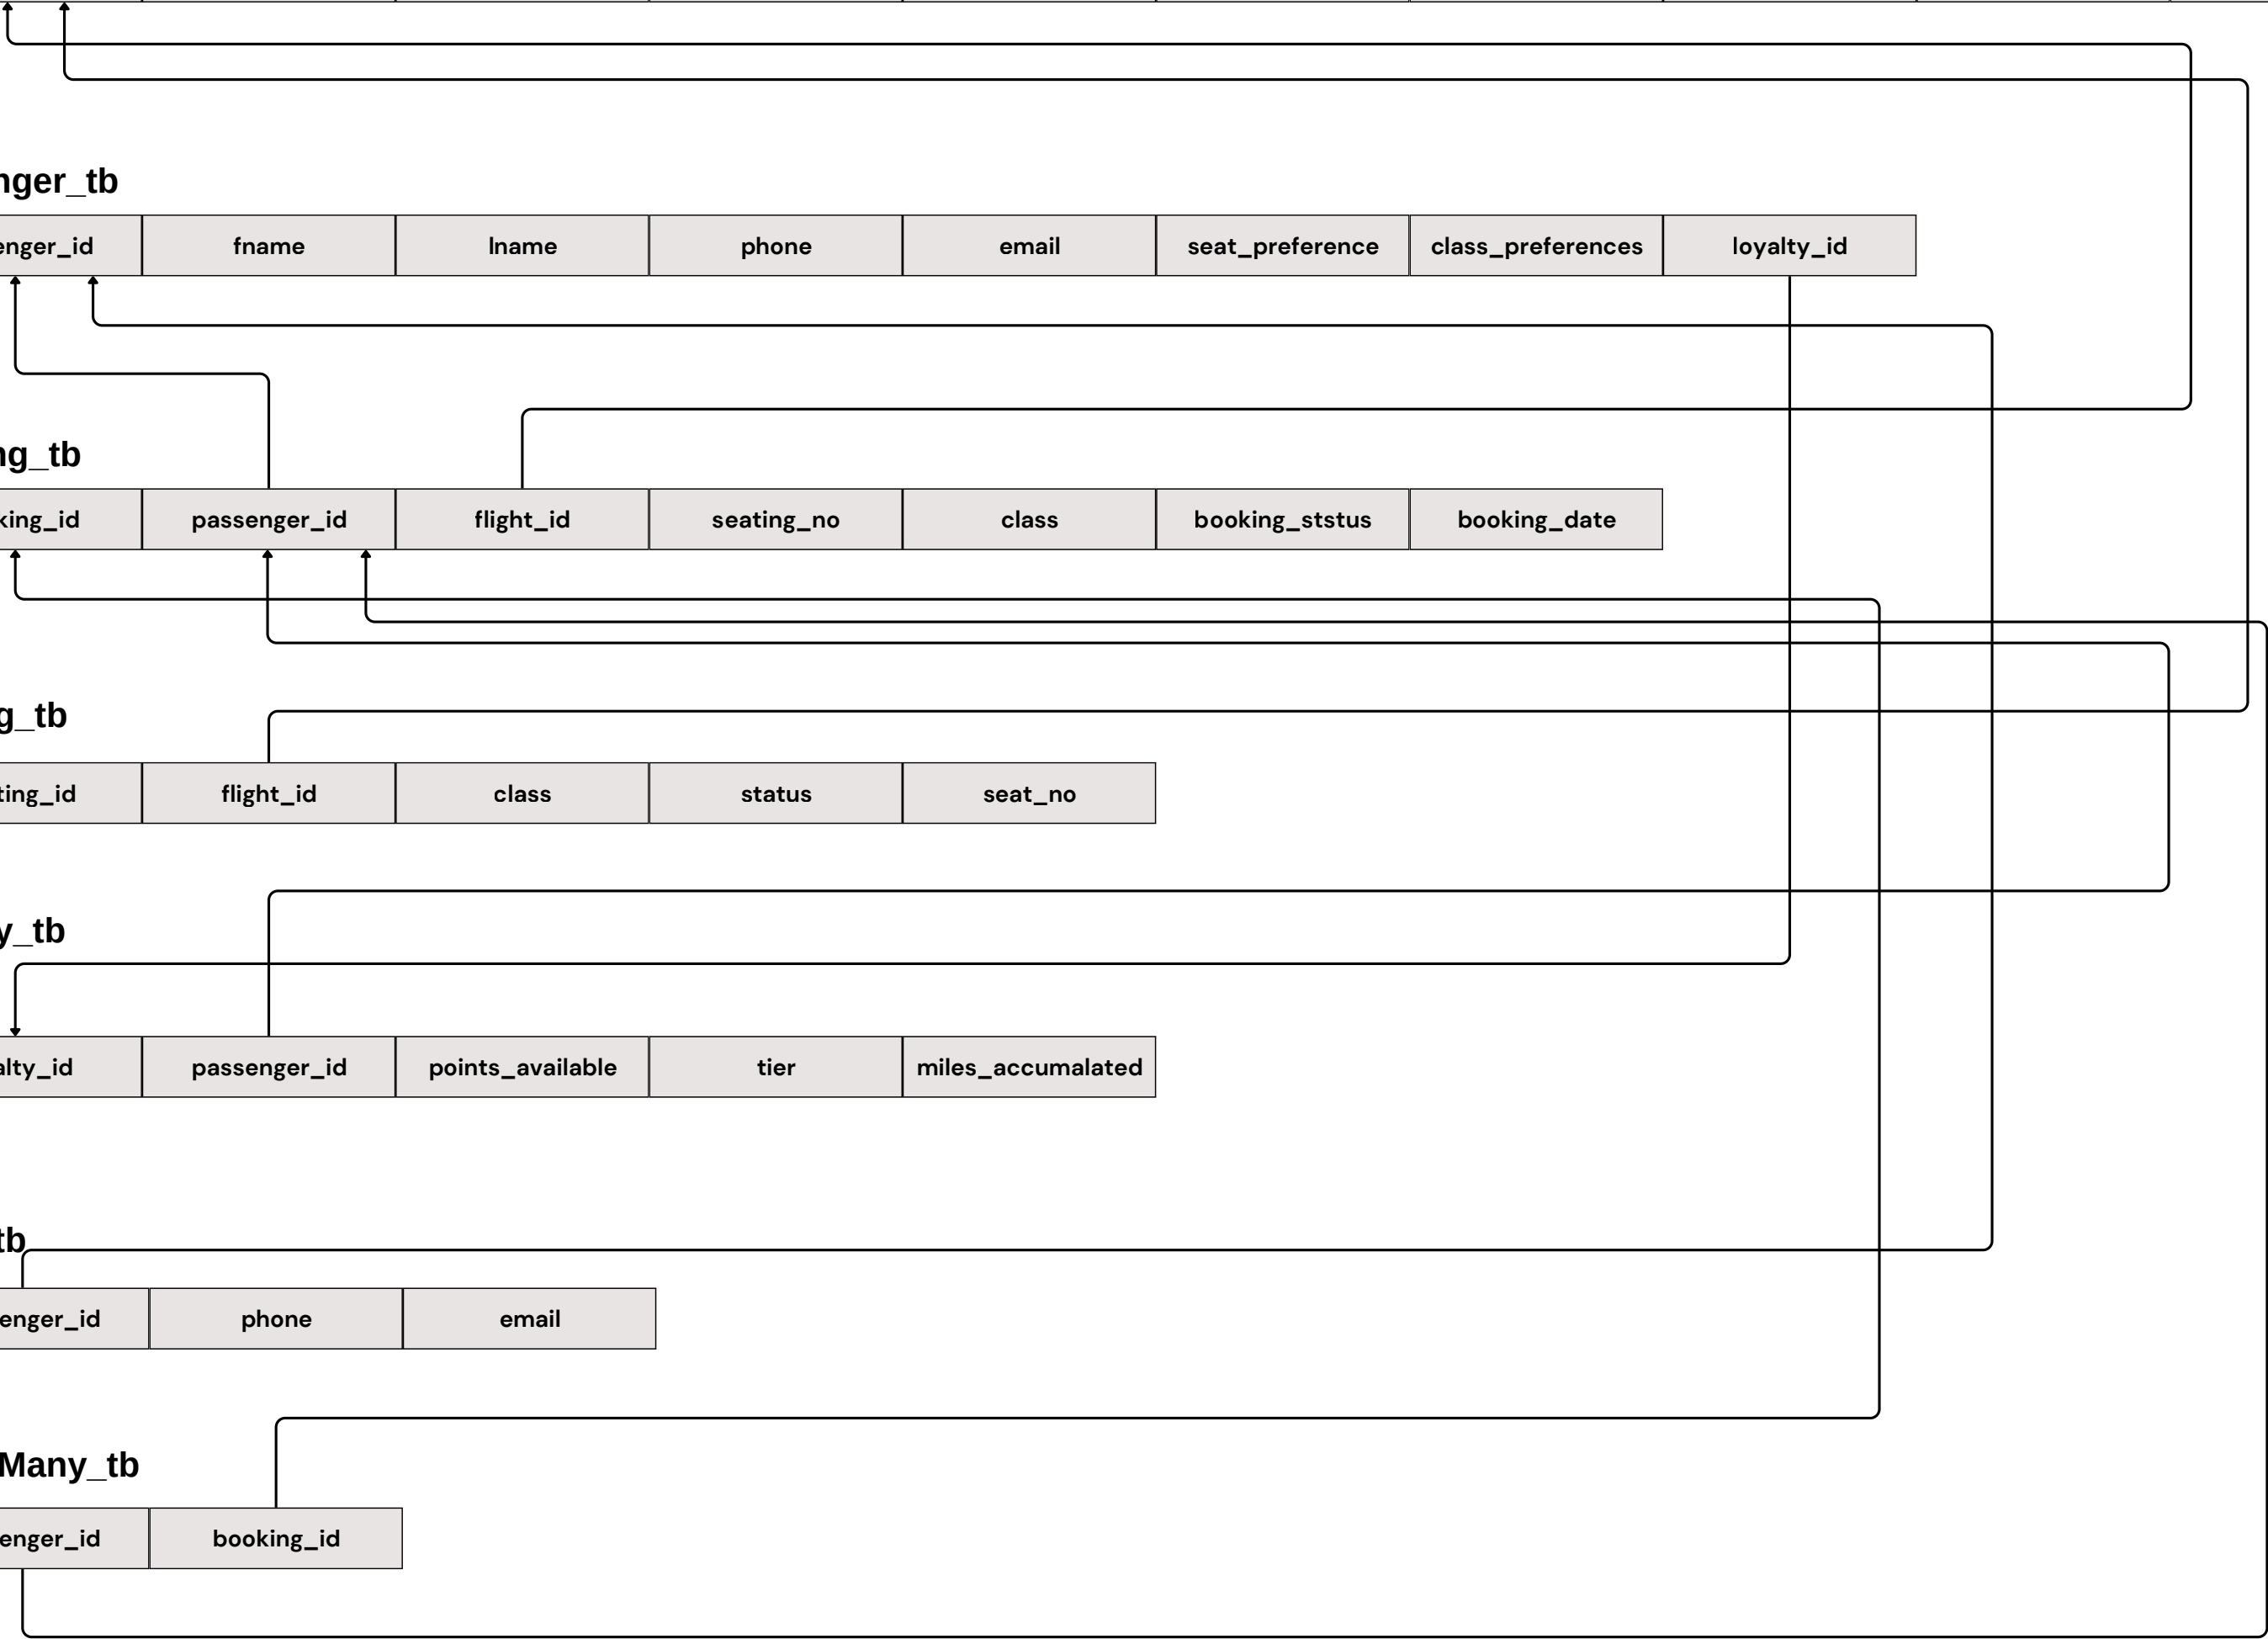 nger_tb
enger_id fname lname phone email seat_preference class_preferences loyalty_id
ng_tb
king_id passenger_id flight_id seating_no class booking_ststus booking_date
g_tb
ting_id flight_id class status seat_no
y_tb
alty_id passenger_id points_available tier miles_accumalated
tb
enger_id phone email
Many_tb
enger_id booking_id